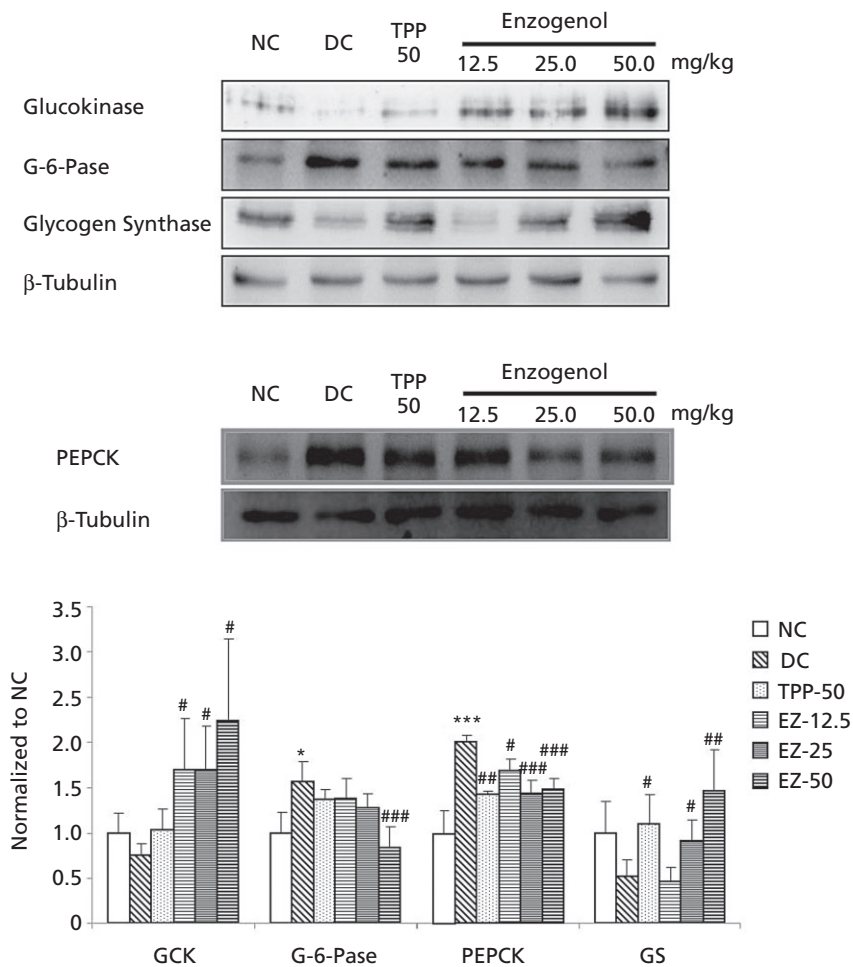 Enzogenol
NC DC TPP 50 12.5 25.0 50.0 mg/kg
Glucokinase
G-6-Pase
Glycogen Synthase
β-Tubulin
Enzogenol
NC DC TPP 50 12.5 25.0 50.0 mg/kg
PEPCK
β-Tubulin
Normalized to NC
3.5
3.0
2.5
2.0
1.5
1.0
0.5
0
# # #
* ###
*** ## # ### ###
# # ##
GCK G-6-Pase PEPCK GS
NC
DC
TPP-50
EZ-12.5
EZ-25
EZ-50